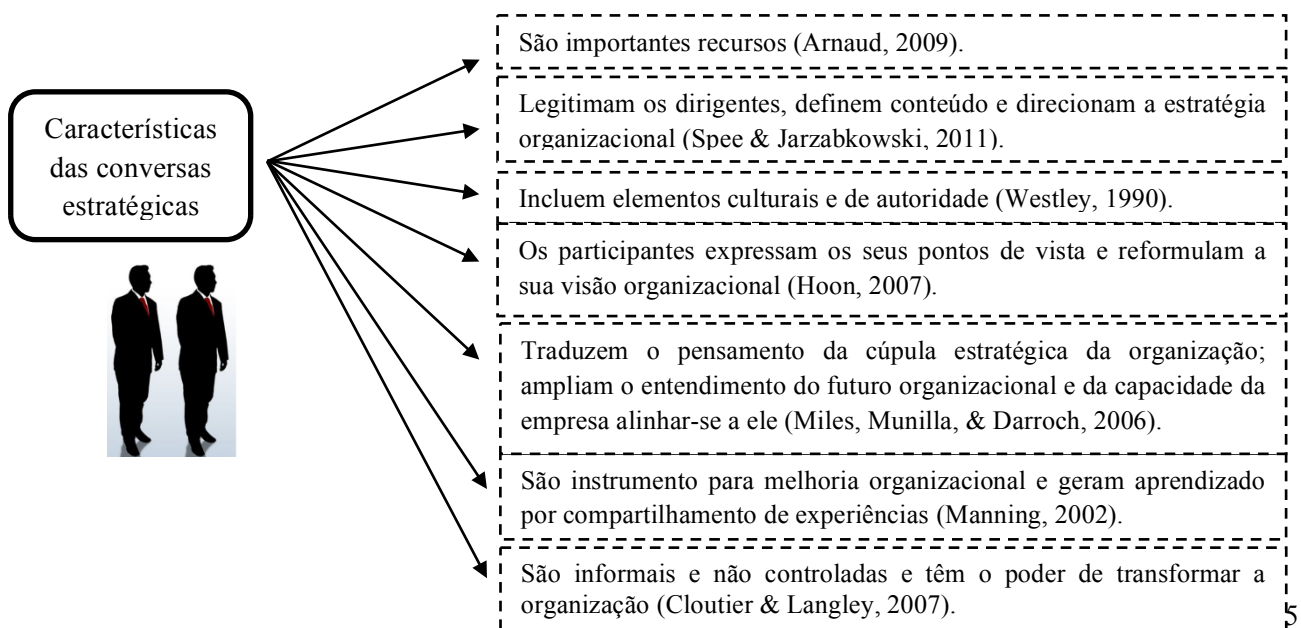 Características
das conversas
estratégicas
São importantes recursos (Arnaud, 2009).
Legitimam os dirigentes, definem conteúdo e direcionam a estratégia
organizacional (Spee & Jarzabkowski, 2011).
Incluem elementos culturais e de autoridade (Westley, 1990).
Os participantes expressam os seus pontos de vista e reformulam a
sua visão organizacional (Hoon, 2007).
Traduzem o pensamento da cúpula estratégica da organização;
ampliam o entendimento do futuro organizacional e da capacidade da
empresa alinhar-se a ele (Miles, Munilla, & Darroch, 2006).
São instrumento para melhoria organizacional e geram aprendizado
por compartilhamento de experiências (Manning, 2002).
São informais e não controladas e têm o poder de transformar a
organização (Cloutier & Langley, 2007).
5